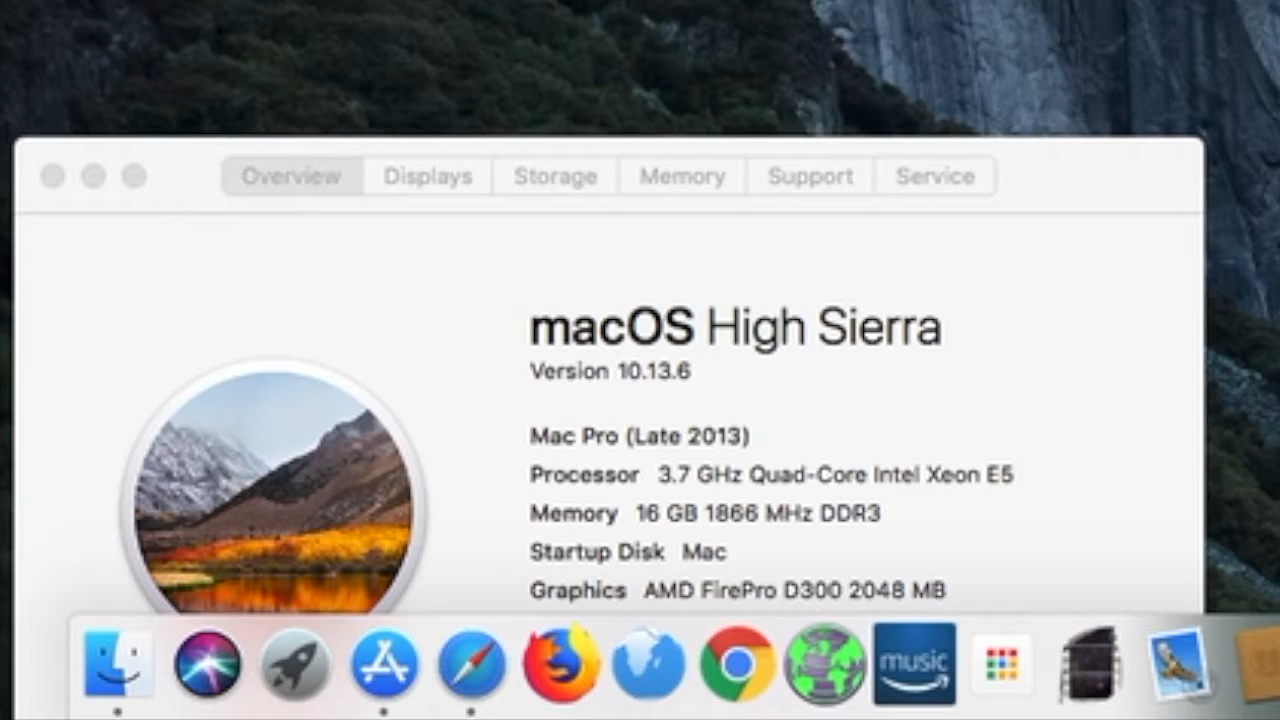 Overview Displays Storage Memory Support Service
macOS High Sierra
Version 10.13.6
Mac Pro (Late 2013)
Processor 3.7 GHz Quad-Core Intel Xeon E5
Memory 16 GB 1866 MHz DDR3
Startup Disk Mac
Graphics AMD FirePro D300 2048 MB
music